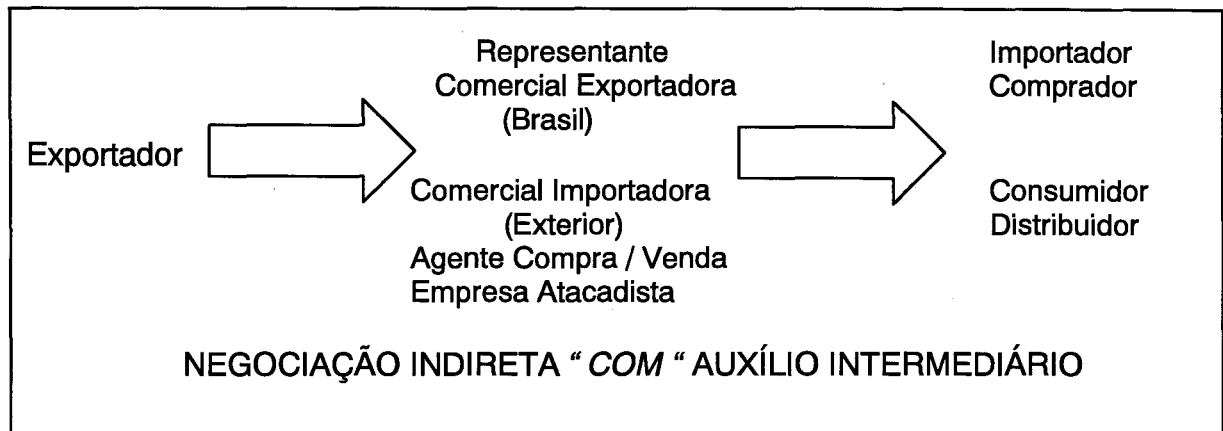 Exportador
Representante
Comercial Exportadora
(Brasil)
Comercial Importadora
(Exterior)
Agente Compra / Venda
Empresa Atacadista
Importador
Comprador
Consumidor
Distribuidor
NEGOCIAÇÃO INDIRETA “ COM “ AUXÍLIO INTERMEDIÁRIO